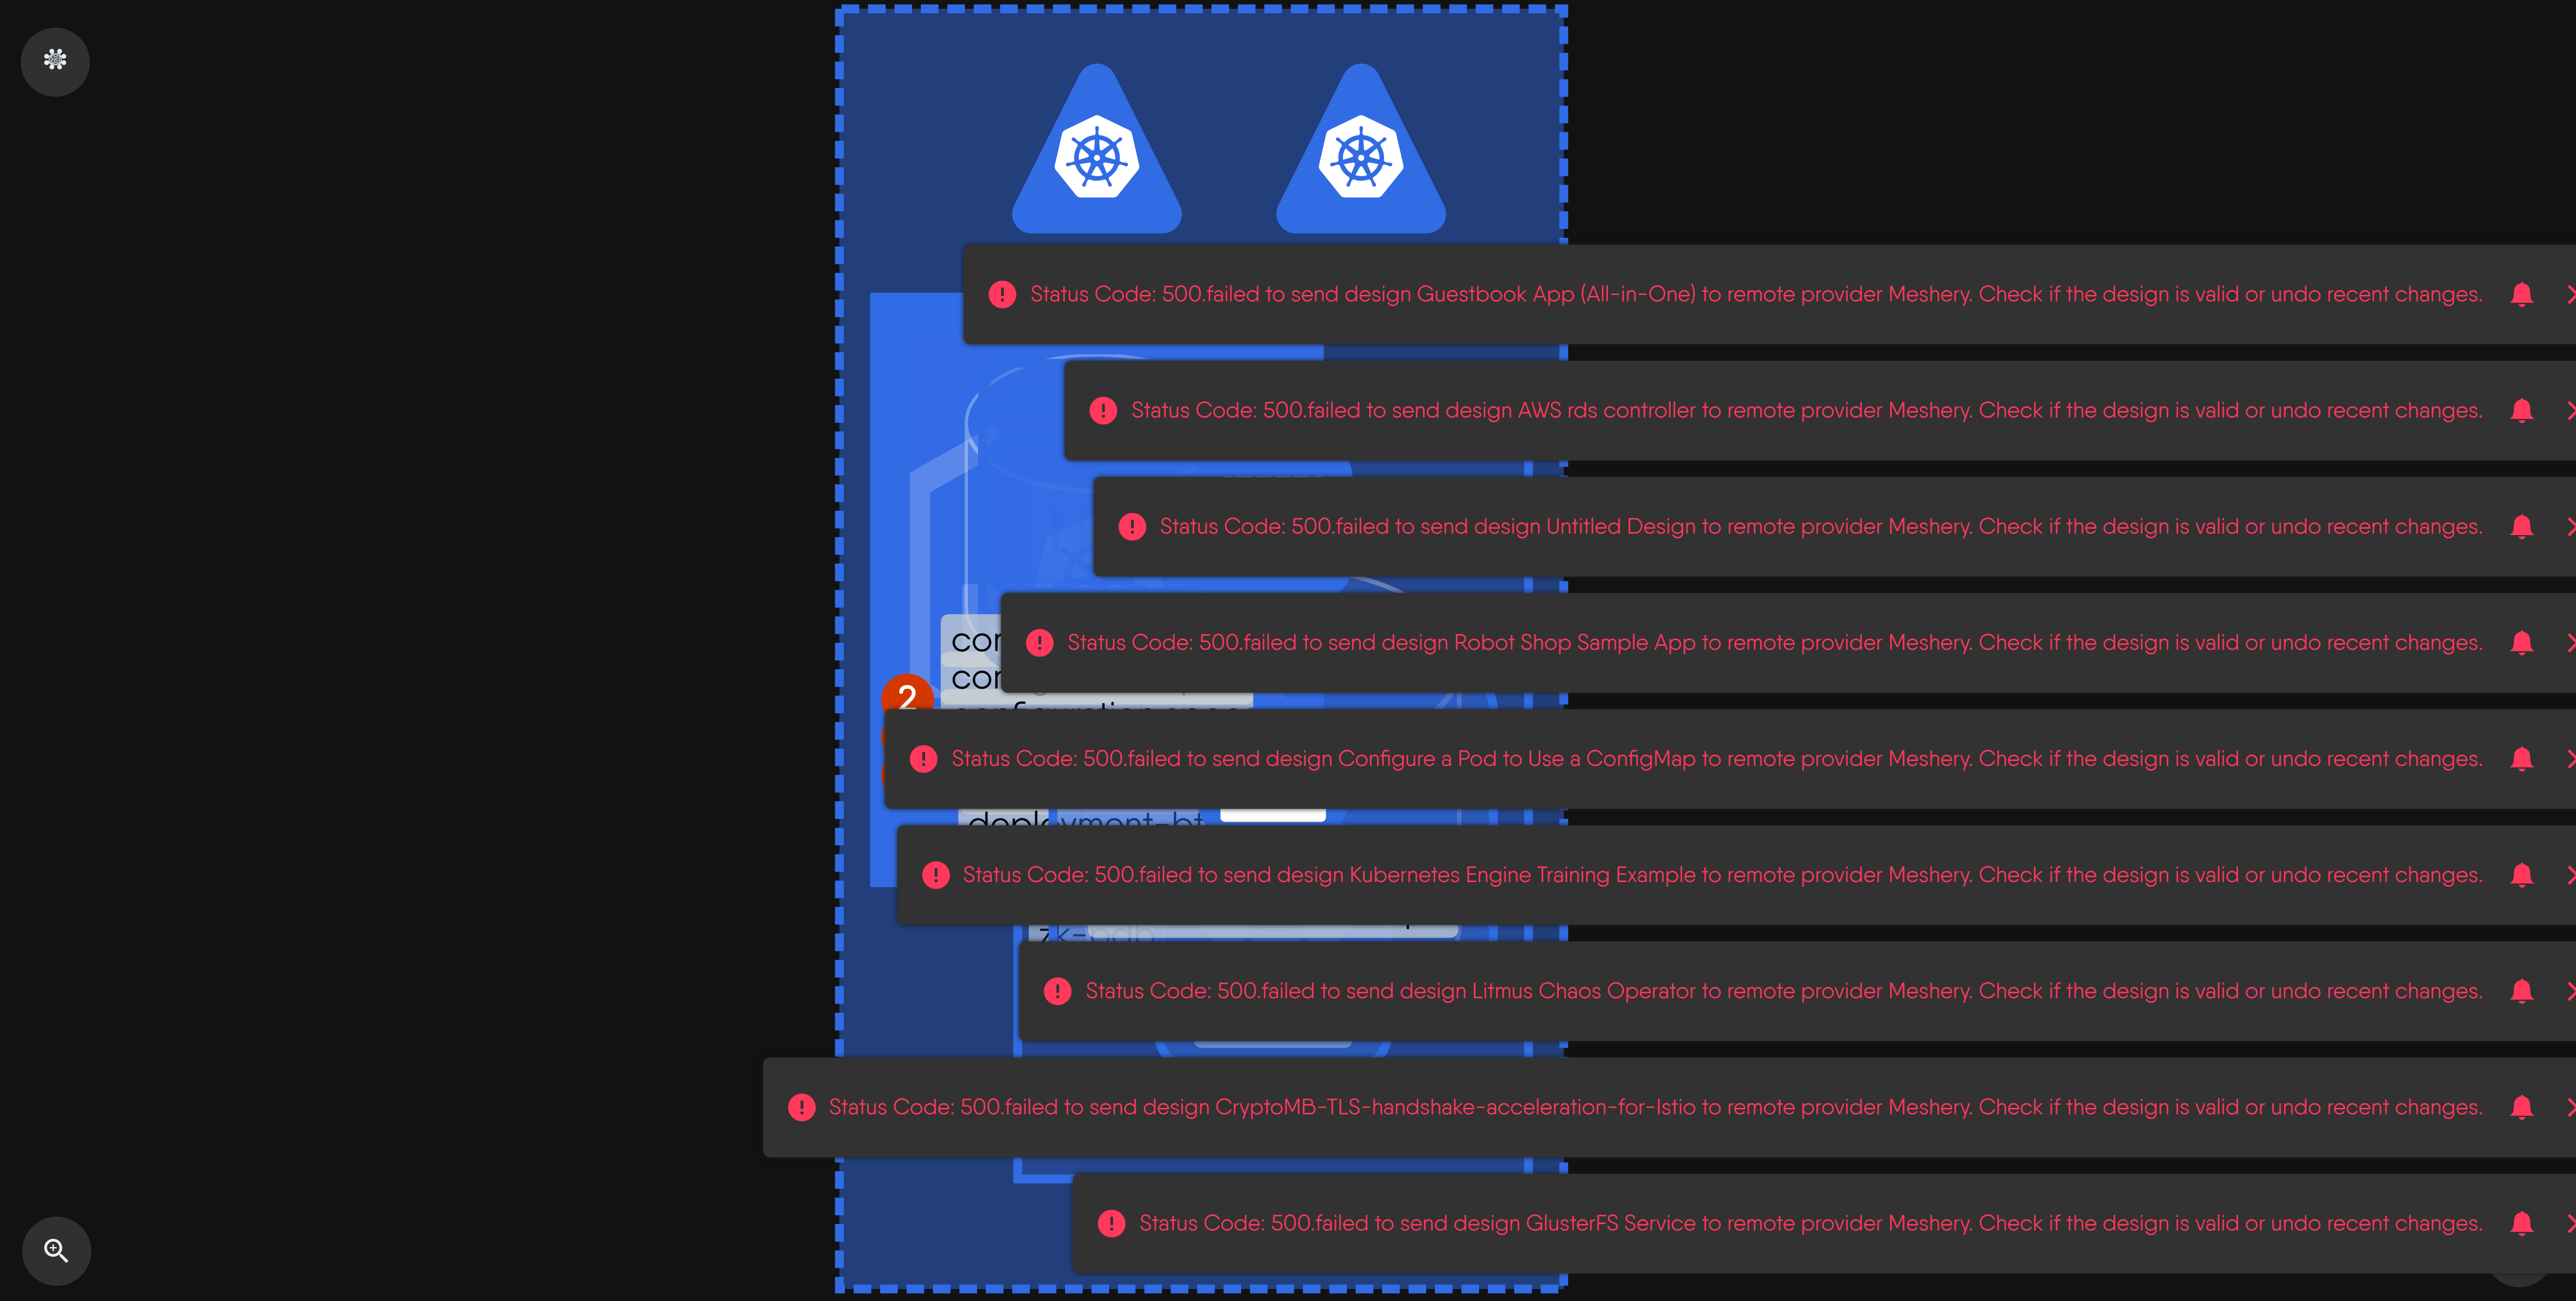 Status Code: 500.failed to send design Guestbook App (All-in-One) to remote provider Meshery. Check if the design is valid or undo recent changes.
Status Code: 500.failed to send design AWS rds controller to remote provider Meshery. Check if the design is valid or undo recent changes.
Status Code: 500.failed to send design Untitled Design to remote provider Meshery. Check if the design is valid or undo recent changes.
Status Code: 500.failed to send design Robot Shop Sample App to remote provider Meshery. Check if the design is valid or undo recent changes.
2
Status Code: 500.failed to send design Configure a Pod to Use a ConfigMap to remote provider Meshery. Check if the design is valid or undo recent changes.
deployment-bt
Status Code: 500.failed to send design Kubernetes Engine Training Example to remote provider Meshery. Check if the design is valid or undo recent changes.
zk-pdb
Status Code: 500.failed to send design Litmus Chaos Operator to remote provider Meshery. Check if the design is valid or undo recent changes.
Status Code: 500.failed to send design CryptoMB-TLS-handshake-acceleration-for-Istio to remote provider Meshery. Check if the design is valid or undo recent changes.
Status Code: 500.failed to send design GlusterFS Service to remote provider Meshery. Check if the design is valid or undo recent changes.